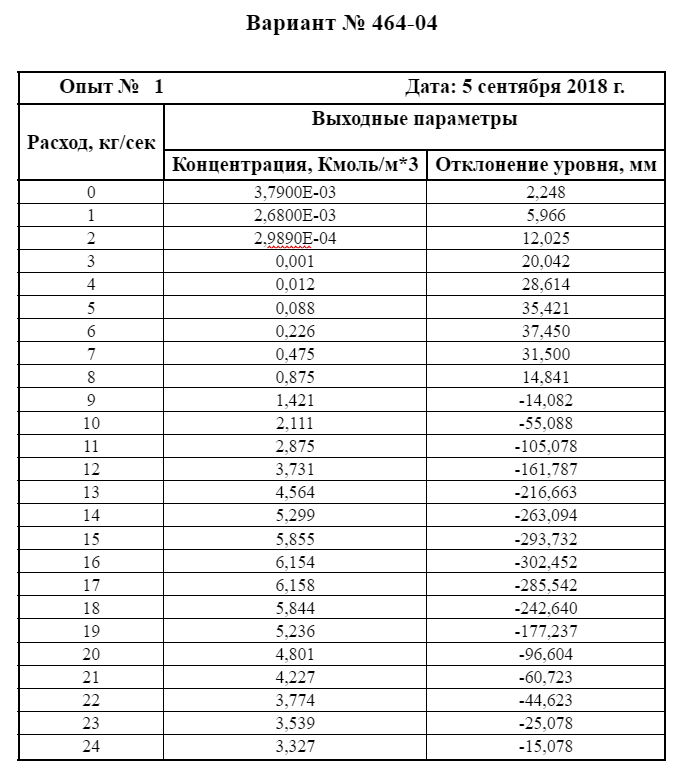 Вариант № 464-04
Опыт № 1 Дата: 5 сентября 2018 г.
Расход, кг/сек Выходные параметры
Концентрация, Кмоль/м*3 Отклонение уровня, мм
0 3,7900E-03 2,248
1 2,6800E-03 5,966
2 2,9890E-04 12,025
3 0,001 20,042
4 0,012 28,614
5 0,088 35,421
6 0,226 37,450
7 0,475 31,500
8 0,875 14,841
9 1,421 -14,082
10 2,111 -55,088
11 2,875 -105,078
12 3,731 -161,787
13 4,564 -216,663
14 5,299 -263,094
15 5,855 -293,732
16 6,154 -302,452
17 6,158 -285,542
18 5,844 -242,640
19 5,236 -177,237
20 4,801 -96,604
21 4,227 -60,723
22 3,774 -44,623
23 3,539 -25,078
24 3,327 -15,078